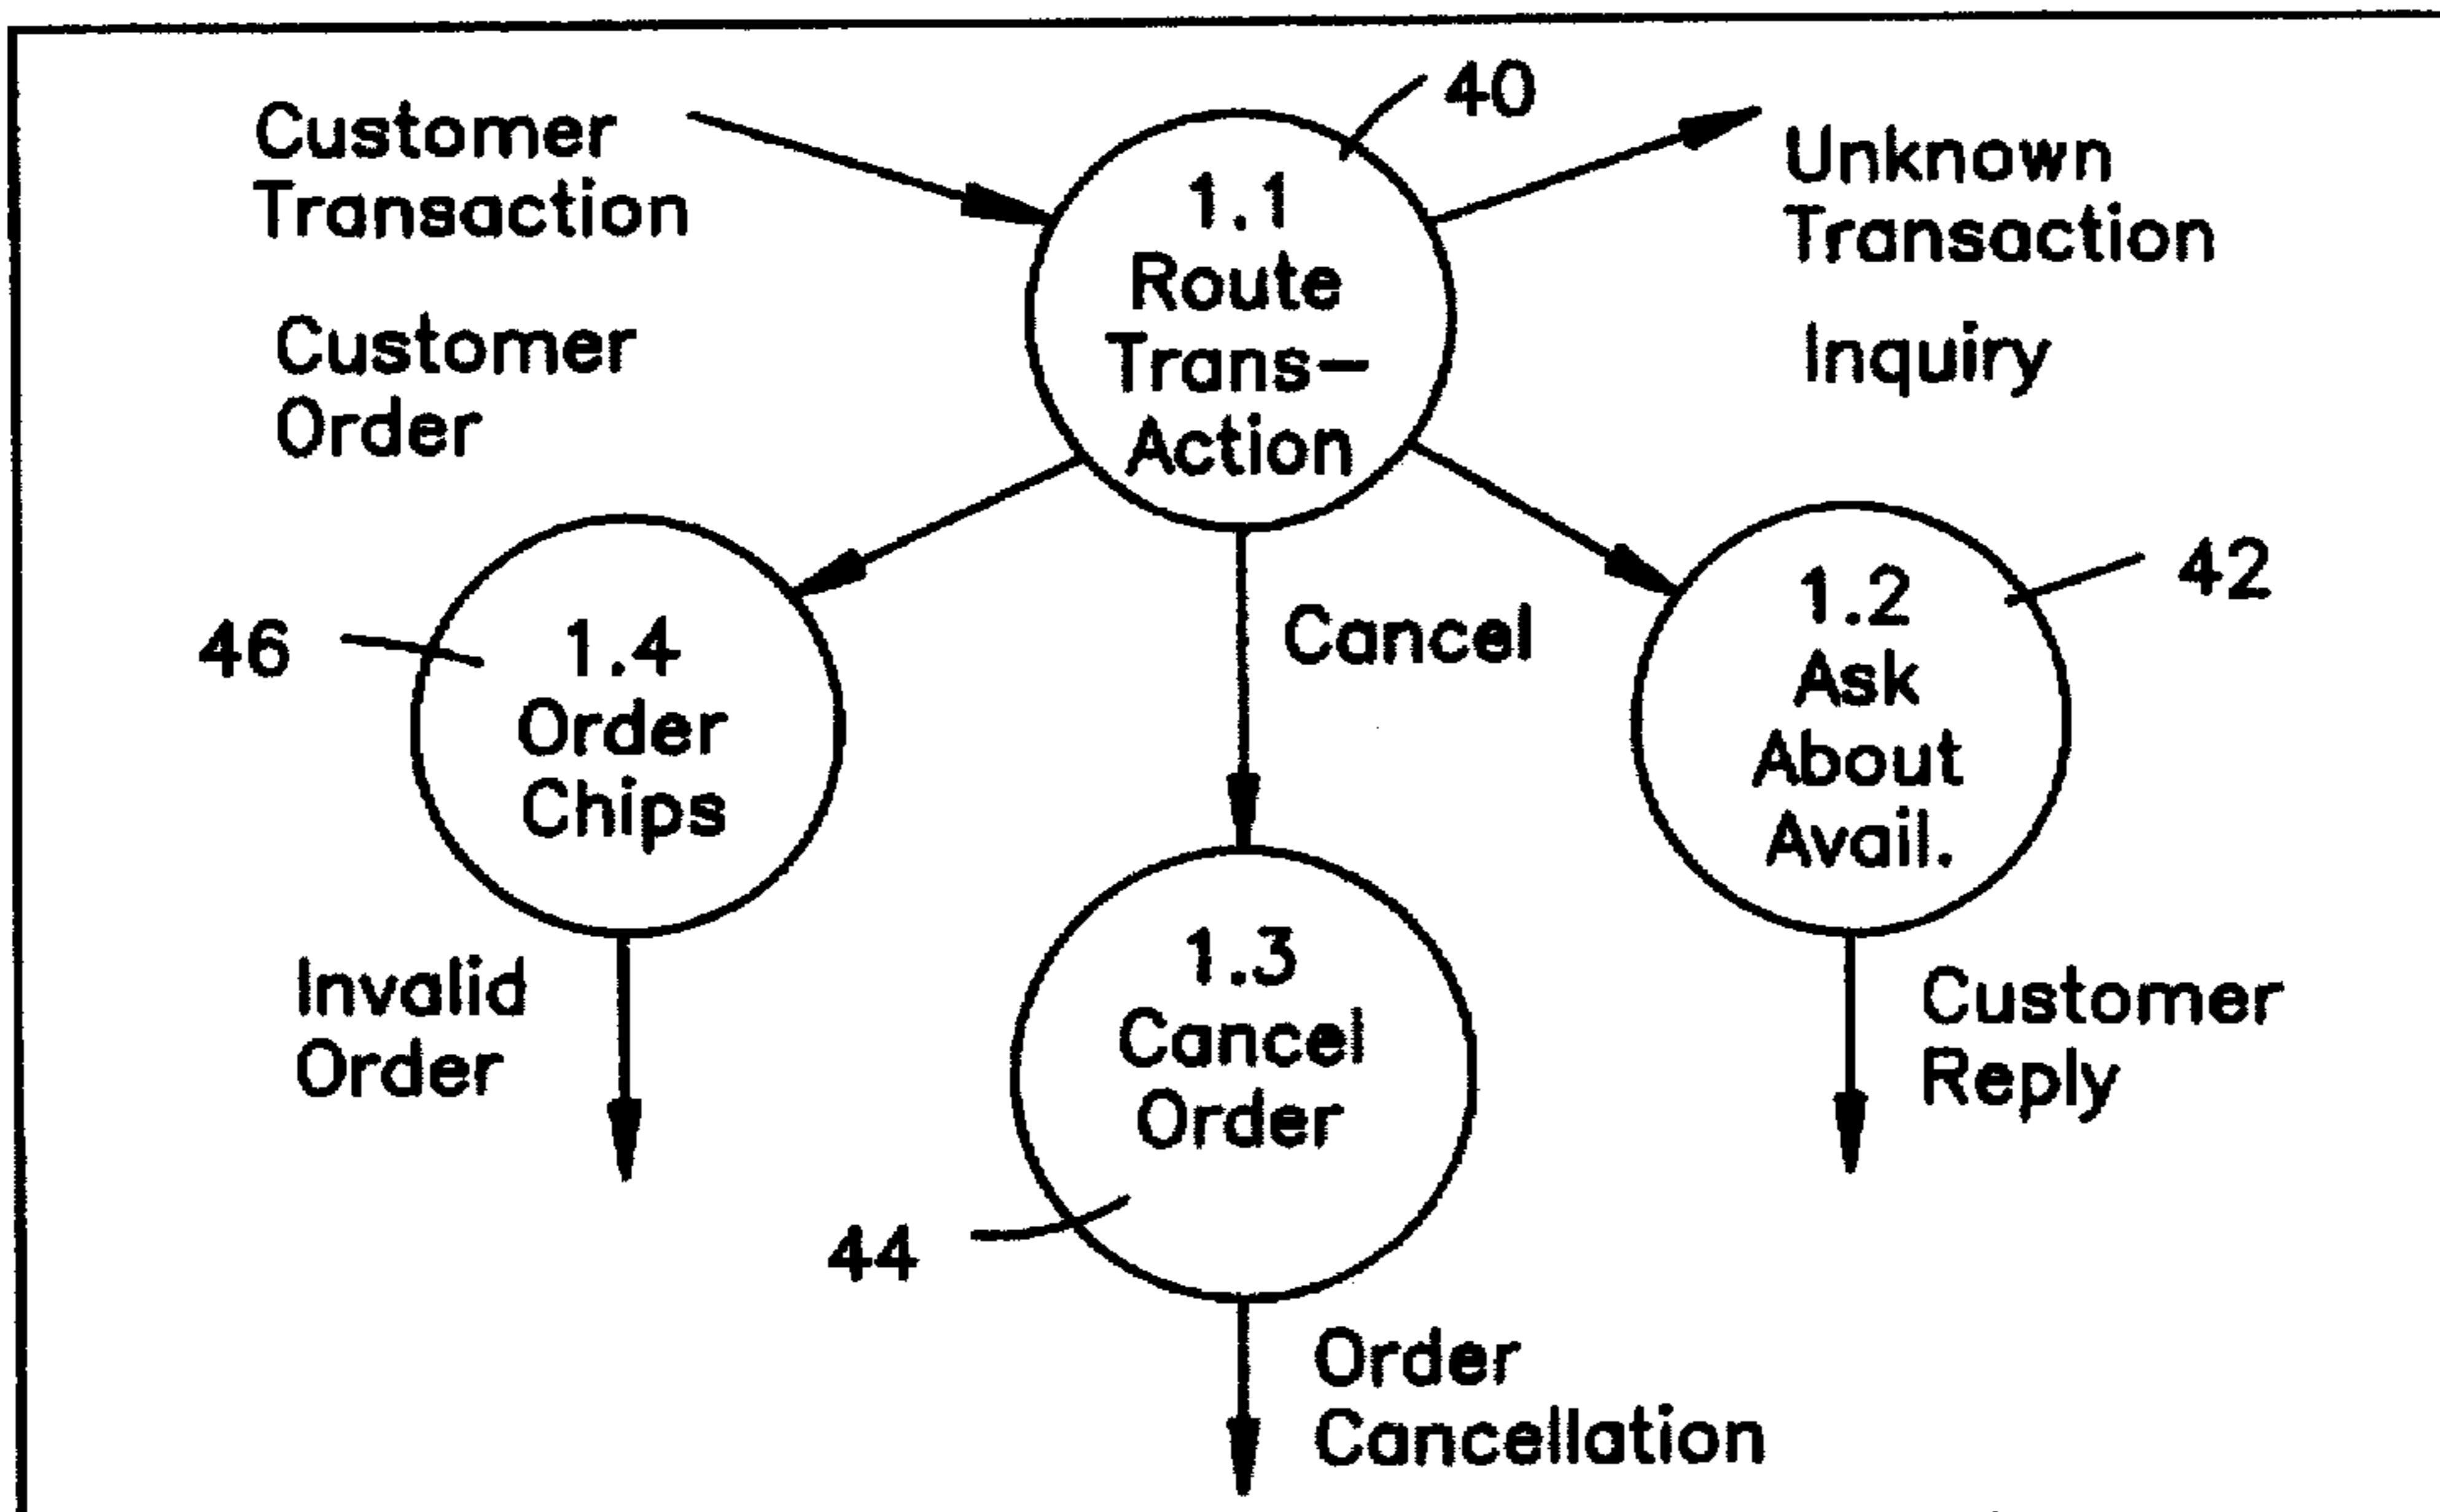 Customer
Transaction
40
1.1
Route
Trans-
Action
Unknown
Transaction
Customer
Order
Inquiry
46
1.4
Order
Chips
Cancel
42
1.2
Ask
About
Avail.
Invalid
Order
1.3
Cancel
Order
44
Customer
Reply
Order
Cancellation